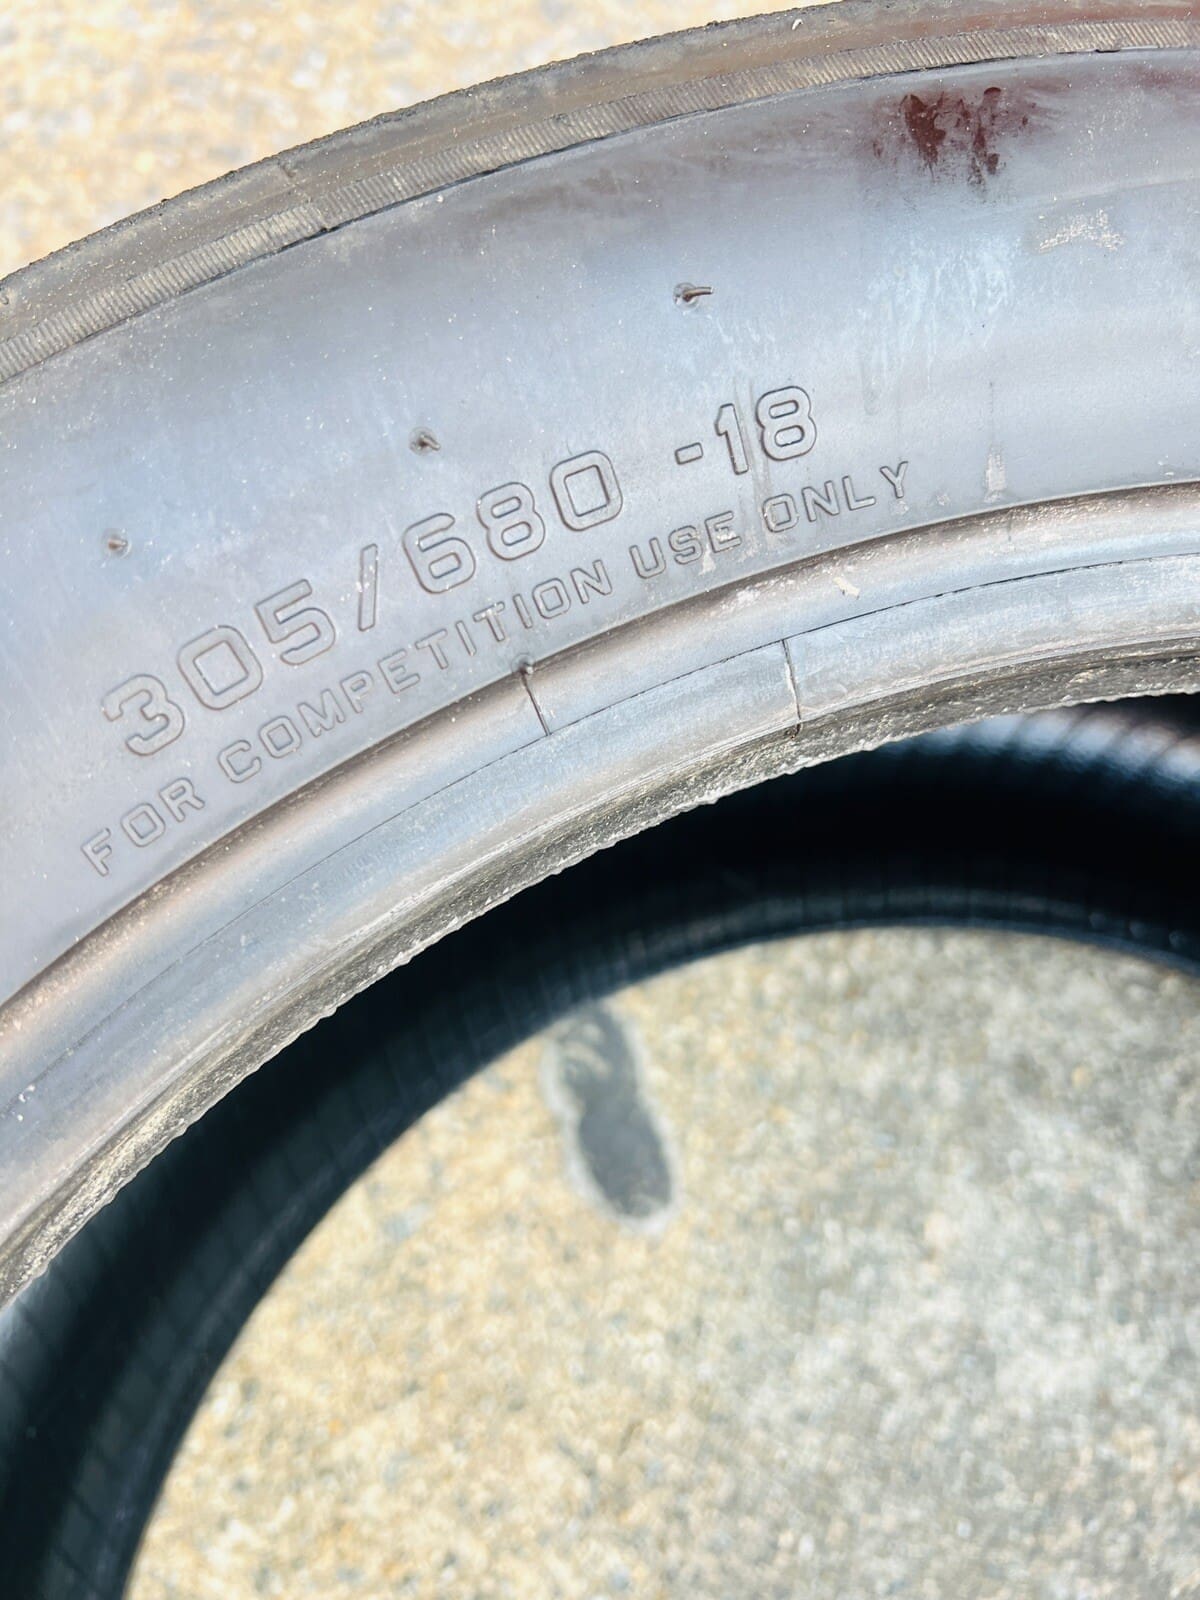 305/680 -18
FOR COMPETITION USE ONLY